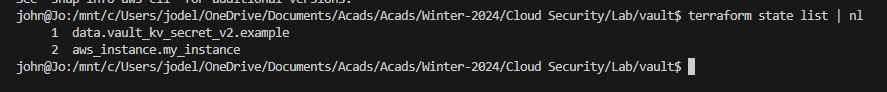 See 'snap info aws-cli' for additional versions.
john@Jo:/mnt/c/Users/jodel/OneDrive/Documents/Acads/Acads/Winter-2024/Cloud Security/Lab/vault$ terraform state list | nl
     1  data.vault_kv_secret_v2.example
     2  aws_instance.my_instance
john@Jo:/mnt/c/Users/jodel/OneDrive/Documents/Acads/Acads/Winter-2024/Cloud Security/Lab/vault$